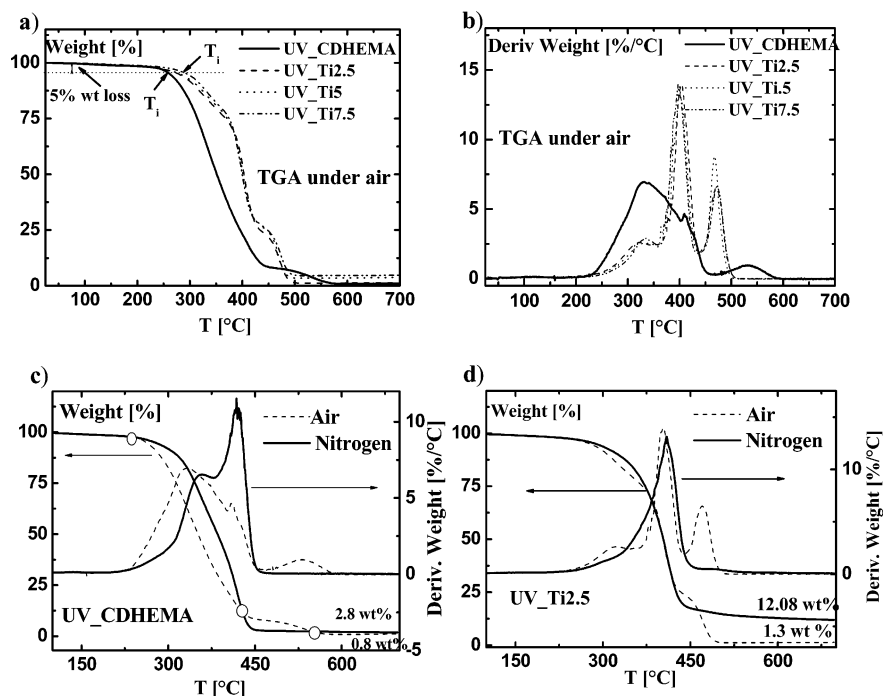 a)
Weight [%]
T i
UV_CDHEMA
UV_Ti2.5
UV_Ti5
UV_Ti7.5
5% wt loss
T i
TGA under air
100
75
50
25
0
100 200 300 400 500 600 700
T [°C]
b)
Deriv Weight [%/°C]
UV_CDHEMA
UV_Ti2.5
UV_Ti.5
UV_Ti7.5
TGA under air
15
10
5
0
100 200 300 400 500 600 700
T [°C]
c)
Weight [%]
Air
Nitrogen
100
75
50
25
0
10
5
0
-5
Deriv. Weight [%/°C]
UV_CDHEMA
2.8 wt%
0.8 wt%
150 300 450 600
T [°C]
d)
Weight [%]
Air
Nitrogen
100
75
50
25
0
10
0
Deriv. Weight [%/°C]
UV_Ti2.5
12.08 wt%
1.3 wt %
150 300 450 600
T [°C]